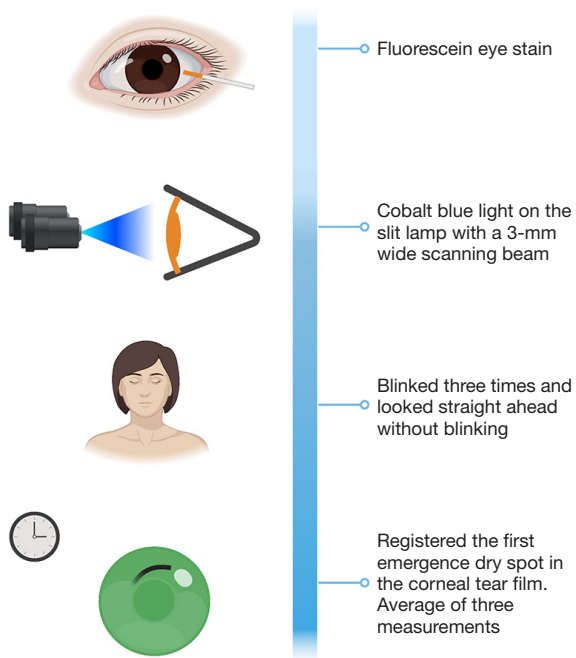 Fluorescein eye stain
Cobalt blue light on the
slit lamp with a 3-mm
wide scanning beam
Blinked three times and
looked straight ahead
without blinking
Registered the first
emergence dry spot in
the corneal tear film.
Average of three
measurements